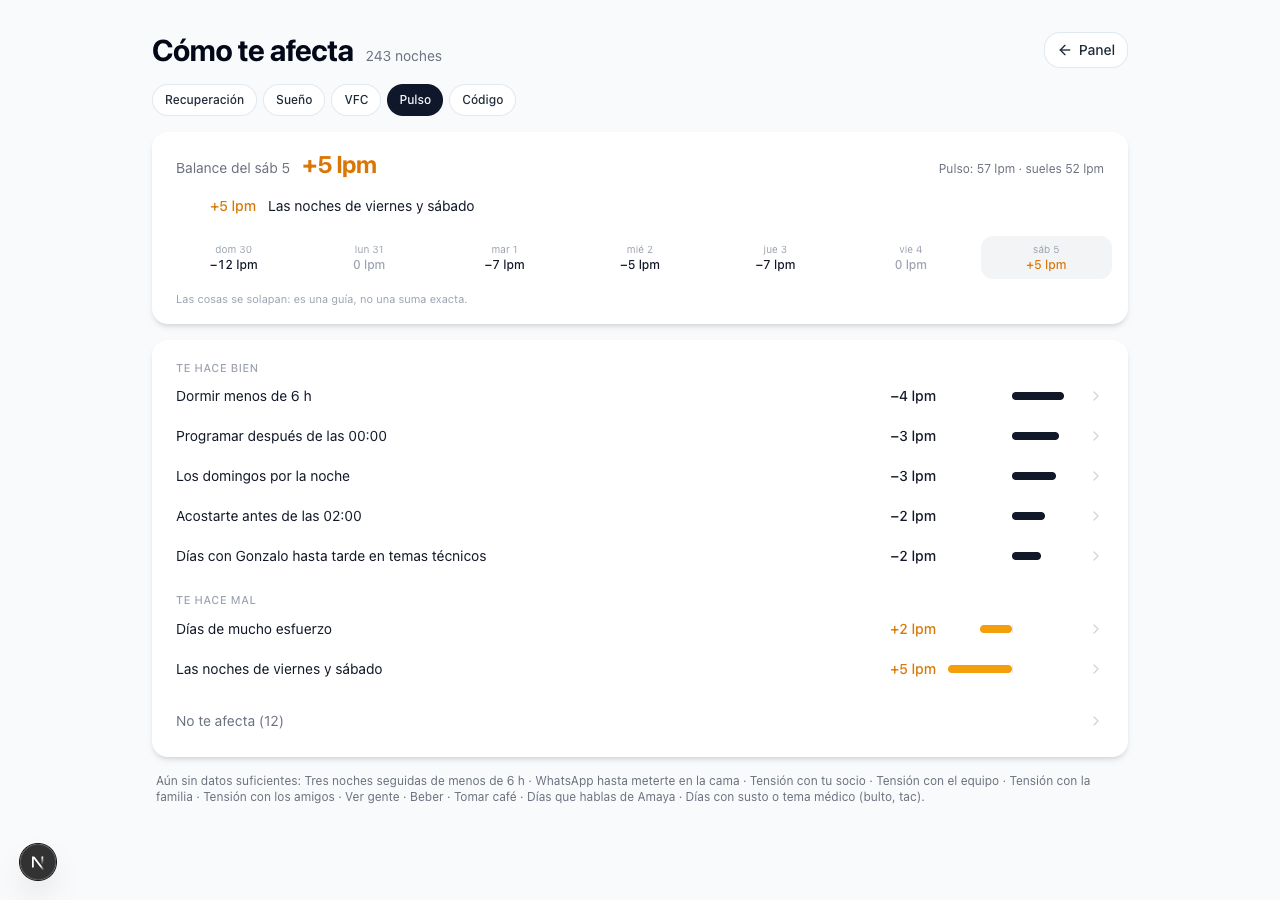 Cómo te afecta 243 noches
← Panel
Recuperación Sueño VFC Pulso Código
Balance del sáb 5 +5 lpm
Pulso: 57 lpm · sueles 52 lpm
+5 lpm Las noches de viernes y sábado
dom 30 lun 31 mar 1 mié 2 jue 3 vie 4 sáb 5
−12 lpm 0 lpm −7 lpm −5 lpm −7 lpm 0 lpm +5 lpm
Las cosas se solapan: es una guía, no una suma exacta.
TE HACE BIEN
Dormir menos de 6 h −4 lpm
Programar después de las 00:00 −3 lpm
Los domingos por la noche −3 lpm
Acostarte antes de las 02:00 −2 lpm
Días con Gonzalo hasta tarde en temas técnicos −2 lpm
TE HACE MAL
Días de mucho esfuerzo +2 lpm
Las noches de viernes y sábado +5 lpm
No te afecta (12)
Aún sin datos suficientes: Tres noches seguidas de menos de 6 h · WhatsApp hasta meterte en la cama · Tensión con tu socio · Tensión con el equipo · Tensión con la
familia · Tensión con los amigos · Ver gente · Beber · Tomar café · Días que hablas de Amaya · Días con susto o tema médico (bulto, tac).
N